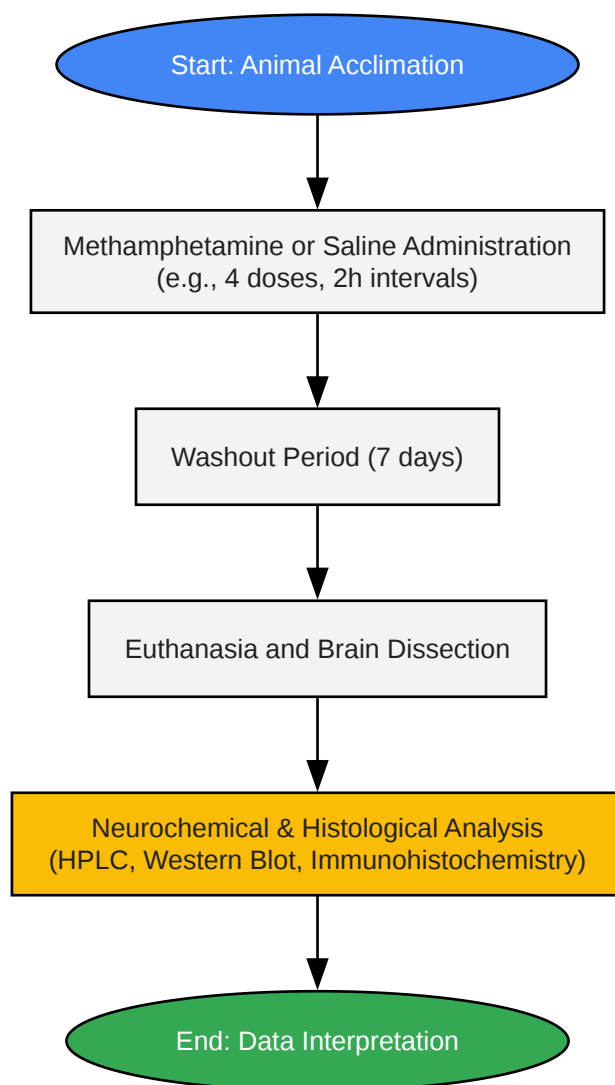 Start: Animal Acclimation
Methamphetamine or Saline Administration
(e.g., 4 doses, 2h intervals)
Washout Period (7 days)
Euthanasia and Brain Dissection
Neurochemical & Histological Analysis
(HPLC, Western Blot, Immunohistochemistry)
End: Data Interpretation